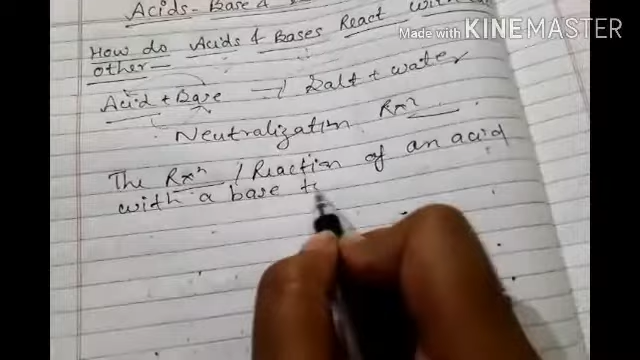 Acids-Base &
Made with KINEMASTER
How do Acids & Bases React with
other-
Acid + Base → Salt + water
Neutralization Rxⁿ
The Rxⁿ / Reaction of an acid
with a base t